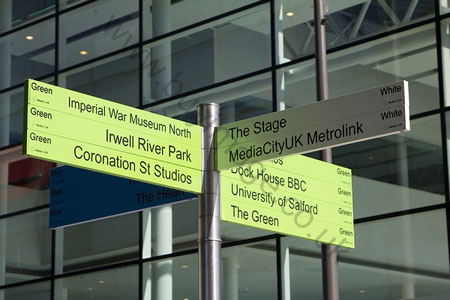 Green Imperial War Museum North
Green Irwell River Park
Green Coronation St Studios
White
The Stage
MediaCityUK Metrolink White
Dock House BBC Green
University of Salford
The Green Green
Green
The